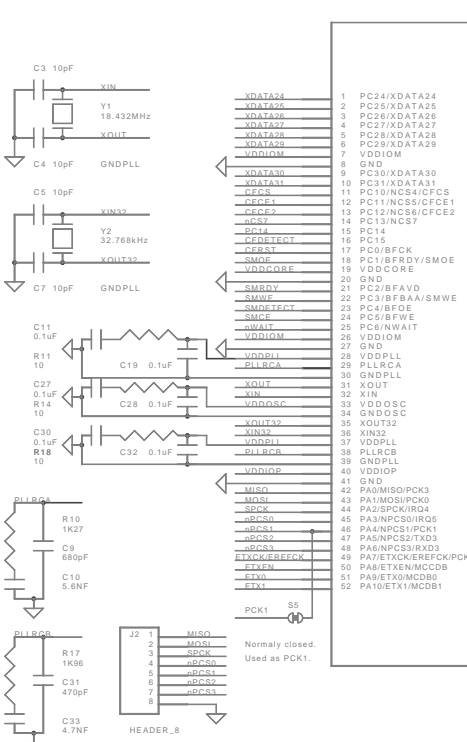 C3 10pF
XIN
Y1
18.432MHz
XOUT
C4 10pF GNDPLL
C5 10pF
XIN32
Y2
32.768kHz
XOUT32
C7 10pF GNDPLL
C11
0.1uF
R11
10
C19 0.1uF
C27
0.1uF
R14
10
C28 0.1uF
C30
0.1uF
R18
10
C32 0.1uF
PLLRCA
R10
1K27
C9
680pF
C10
5.6NF
PLLRCB
R17
1K96
C31
470pF
C33
4.7NF
J2 1 MISO
2 MOSI
3 SPCK
4 nPCS0
5 nPCS1
6 nPCS2
7 nPCS3
8
HEADER_8
PCK1 S5
Normaly closed.
Used as PCK1.
XDATA24 1 PC24/XDATA24
XDATA25 2 PC25/XDATA25
XDATA26 3 PC26/XDATA26
XDATA27 4 PC27/XDATA27
XDATA28 5 PC28/XDATA28
XDATA29 6 PC29/XDATA29
VDDIOM 7 VDDIOM
8 GND
XDATA30 9 PC30/XDATA30
XDATA31 10 PC31/XDATA31
CFCS 11 PC10/NCS4/CFCS
CFCE1 12 PC11/NCS5/CFCE1
CFCE2 13 PC12/NCS6/CFCE2
nCS7 14 PC13/NCS7
PC14 15 PC14
CFDETECT 16 PC15
CFRST 17 PC0/BFCK
SMOE 18 PC1/BFRDY/SMOE
VDDCORE 19 VDDCORE
20 GND
SMRDY 21 PC2/BFAVD
SMWE 22 PC3/BFBAA/SMWE
SMDETECT 23 PC4/BFOE
SMCE 24 PC5/BFWE
nWAIT 25 PC6/NWAIT
VDDIOM 26 VDDIOM
27 GND
VDDPLL 28 VDDPLL
PLLRCA 29 PLLRCA
30 GNDPLL
XOUT 31 XOUT
XIN 32 XIN
VDDOSC 33 VDDOSC
34 GNDOSC
XOUT32 35 XOUT32
XIN32 36 XIN32
VDDPLL 37 VDDPLL
PLLRCB 38 PLLRCB
39 GNDPLL
VDDIOP 40 VDDIOP
41 GND
MISO 42 PA0/MISO/PCK3
MOSI 43 PA1/MOSI/PCK0
SPCK 44 PA2/SPCK/IRQ4
nPCS0 45 PA3/NPCS0/IRQ5
nPCS1 46 PA4/NPCS1/PCK1
nPCS2 47 PA5/NPCS2/TXD3
nPCS3 48 PA6/NPCS3/RXD3
ETXCK/EREFCK 49 PA7/ETXCK/EREFCK/PCK
ETXEN 50 PA8/ETXEN/MCCDB
ETX0 51 PA9/ETX0/MCDB0
ETX1 52 PA10/ETX1/MCDB1